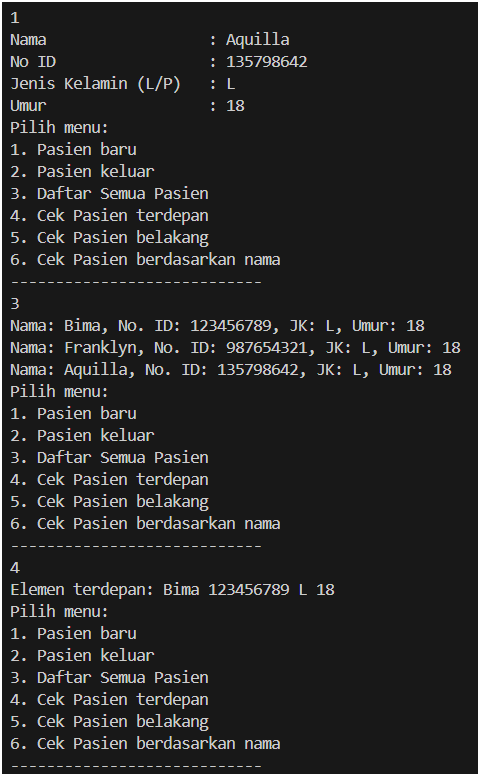 1
Nama                  : Aquilla
No ID                 : 135798642
Jenis Kelamin (L/P)   : L
Umur                  : 18
Pilih menu:
1. Pasien baru
2. Pasien keluar
3. Daftar Semua Pasien
4. Cek Pasien terdepan
5. Cek Pasien belakang
6. Cek Pasien berdasarkan nama
----------------------------
3
Nama: Bima, No. ID: 123456789, JK: L, Umur: 18
Nama: Franklyn, No. ID: 987654321, JK: L, Umur: 18
Nama: Aquilla, No. ID: 135798642, JK: L, Umur: 18
Pilih menu:
1. Pasien baru
2. Pasien keluar
3. Daftar Semua Pasien
4. Cek Pasien terdepan
5. Cek Pasien belakang
6. Cek Pasien berdasarkan nama
----------------------------
4
Elemen terdepan: Bima 123456789 L 18
Pilih menu:
1. Pasien baru
2. Pasien keluar
3. Daftar Semua Pasien
4. Cek Pasien terdepan
5. Cek Pasien belakang
6. Cek Pasien berdasarkan nama
----------------------------